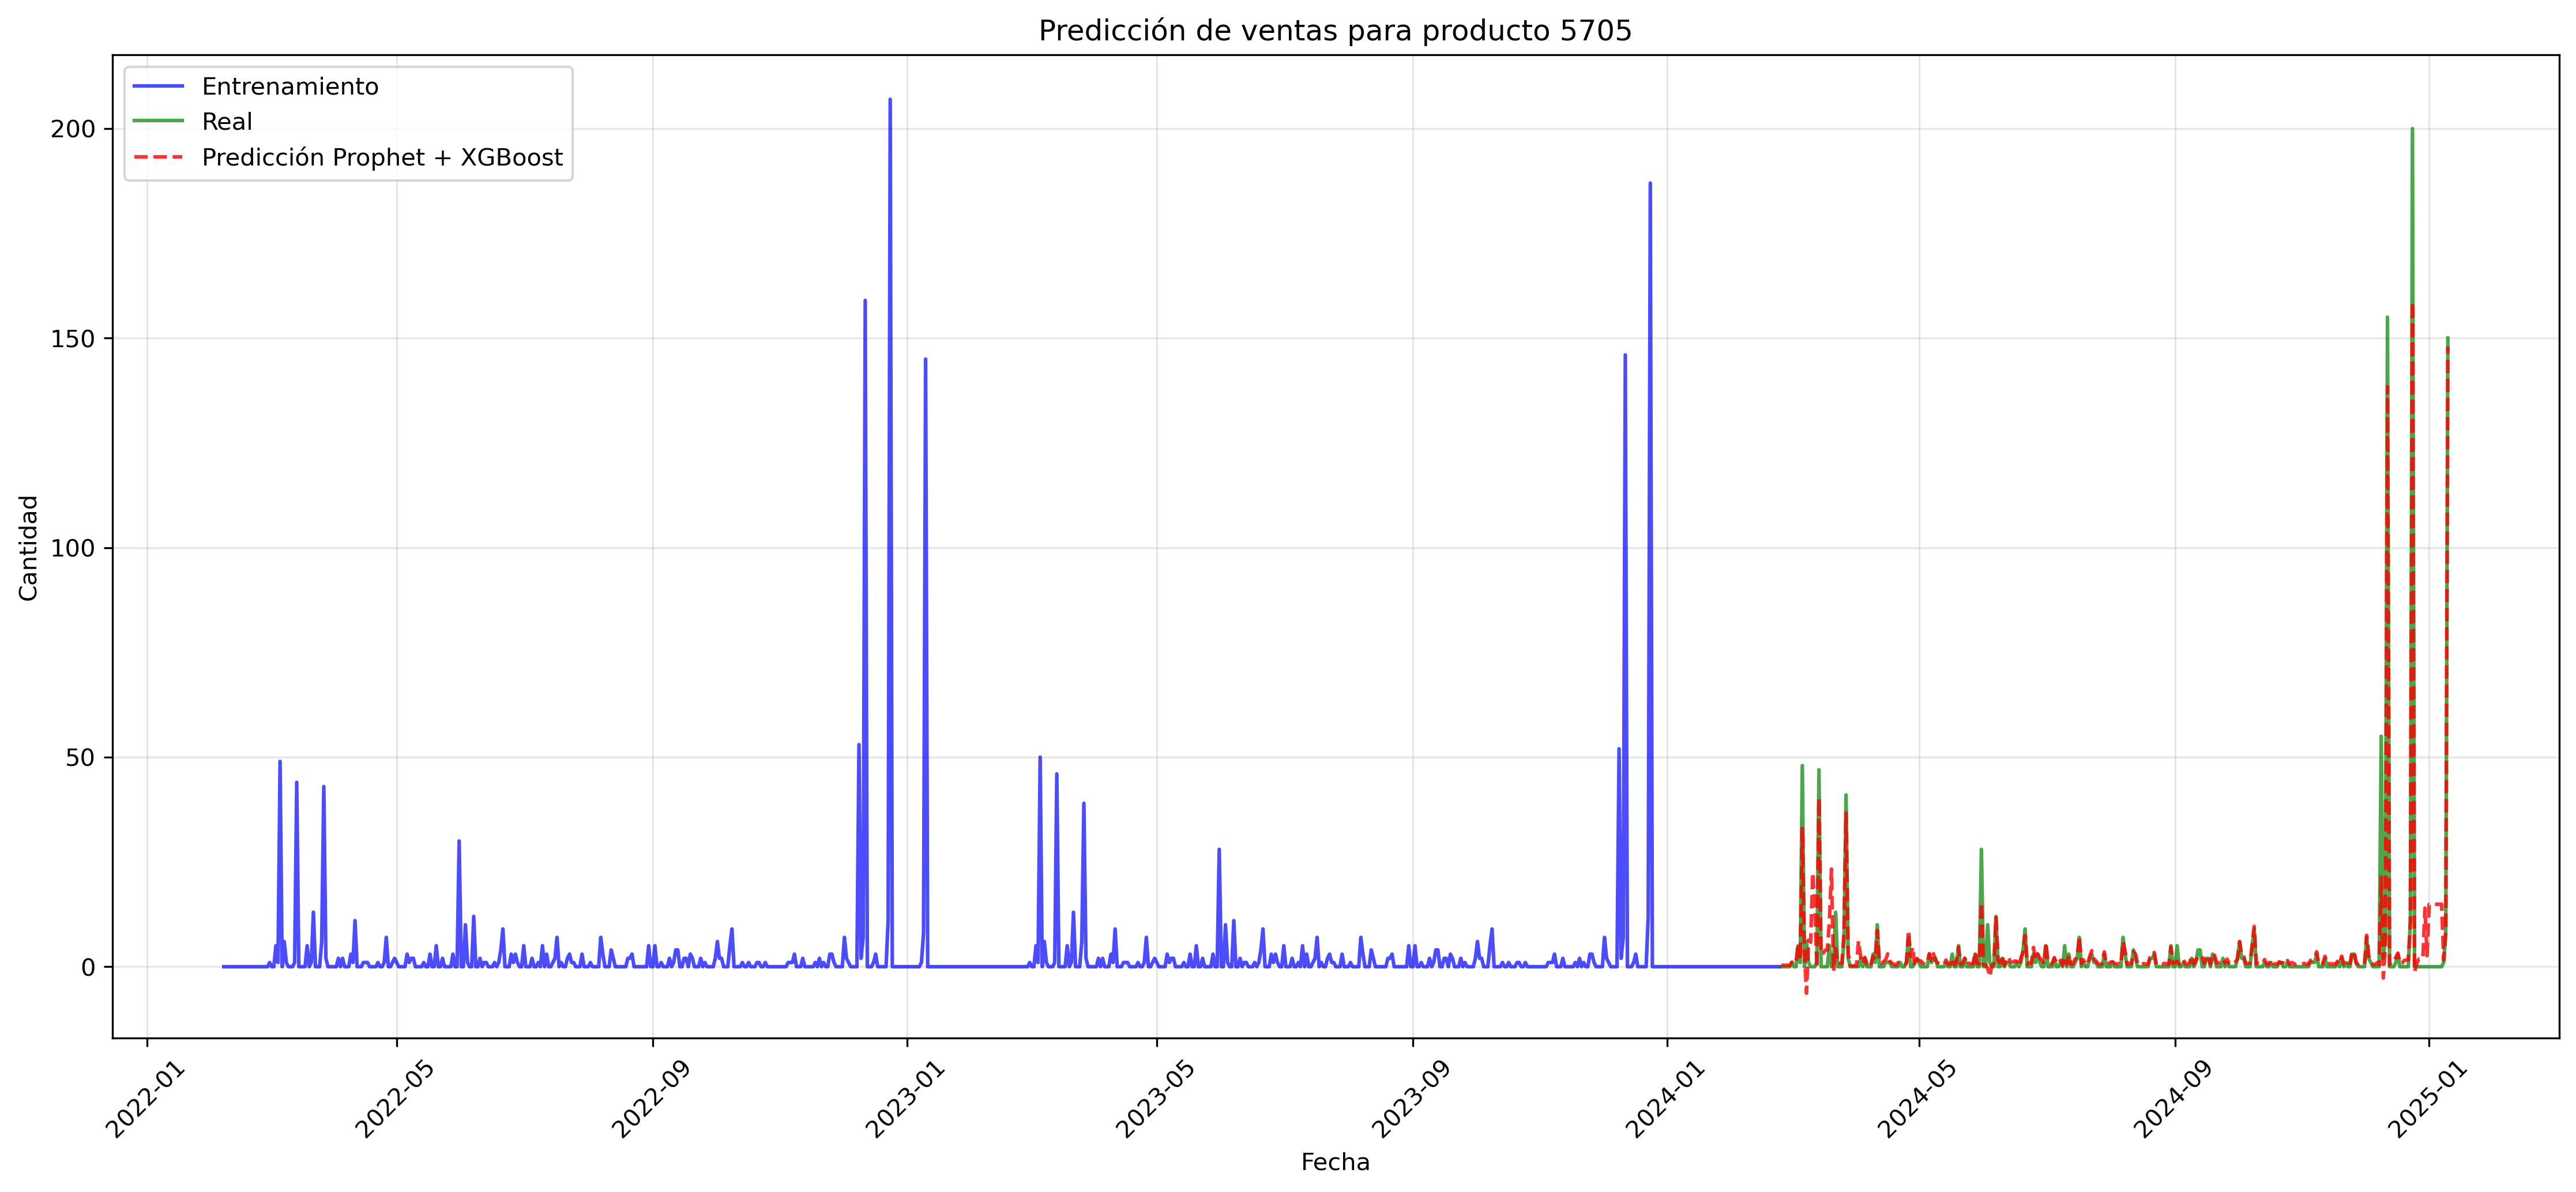 Predicción de ventas para producto 5705
Entrenamiento
Real
Predicción Prophet + XGBoost
200
150
100
50
0
Cantidad
2022-01
2022-05
2022-09
2023-01
2023-05
2023-09
2024-01
2024-05
2024-09
2025-01
Fecha